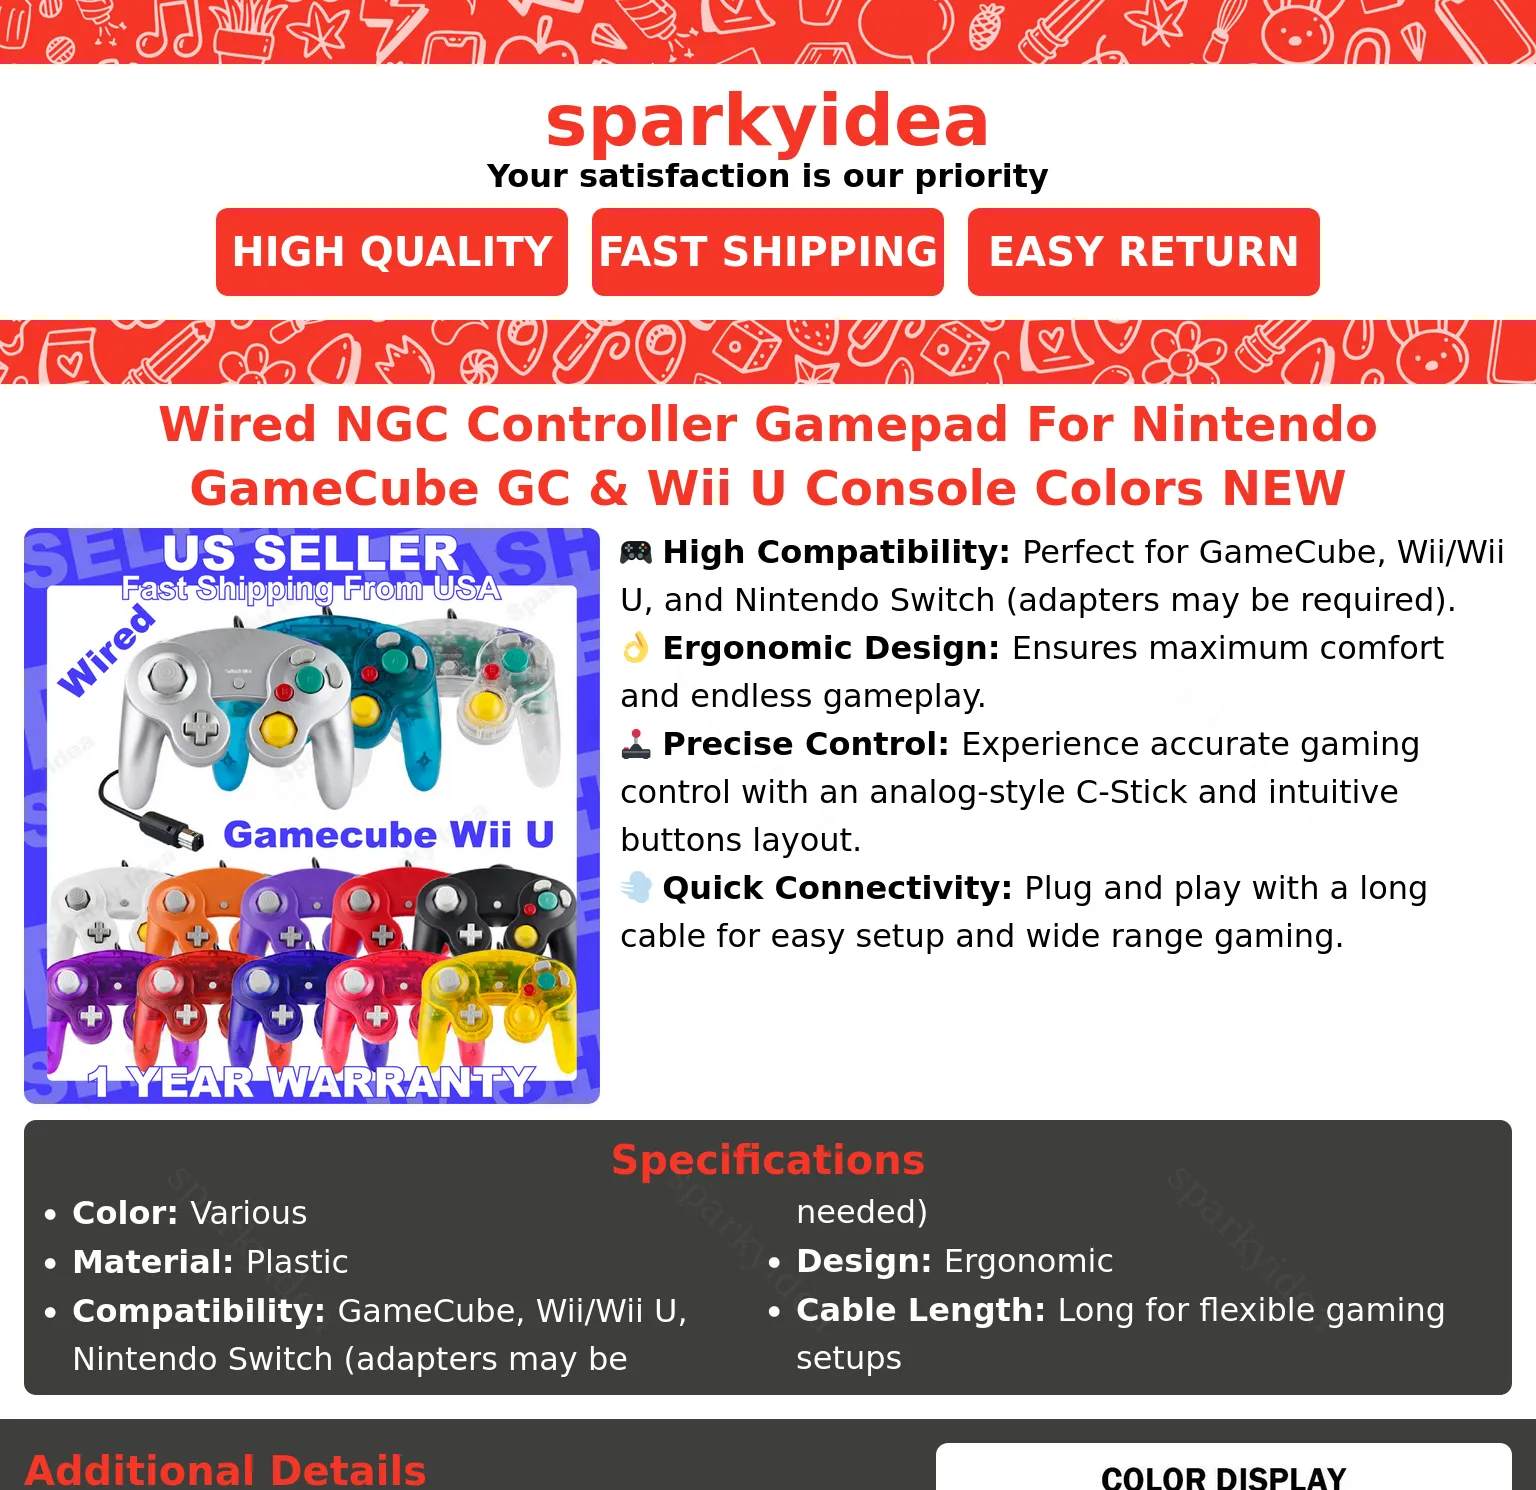 sparkyidea
Your satisfaction is our priority
HIGH QUALITY
FAST SHIPPING
EASY RETURN
Wired NGC Controller Gamepad For Nintendo
GameCube GC & Wii U Console Colors NEW
US SELLER
Fast Shipping From USA
Wired
Gamecube Wii U
1 YEAR WARRANTY
High Compatibility: Perfect for GameCube, Wii/Wii
U, and Nintendo Switch (adapters may be required).
Ergonomic Design: Ensures maximum comfort
and endless gameplay.
Precise Control: Experience accurate gaming
control with an analog-style C-Stick and intuitive
buttons layout.
Quick Connectivity: Plug and play with a long
cable for easy setup and wide range gaming.
Specifications
• Color: Various
• Material: Plastic
• Compatibility: GameCube, Wii/Wii U,
Nintendo Switch (adapters may be
needed)
• Design: Ergonomic
• Cable Length: Long for flexible gaming
setups
sparkyidea
sparkyidea
sparkyidea
Additional Details
COLOR DISPLAY